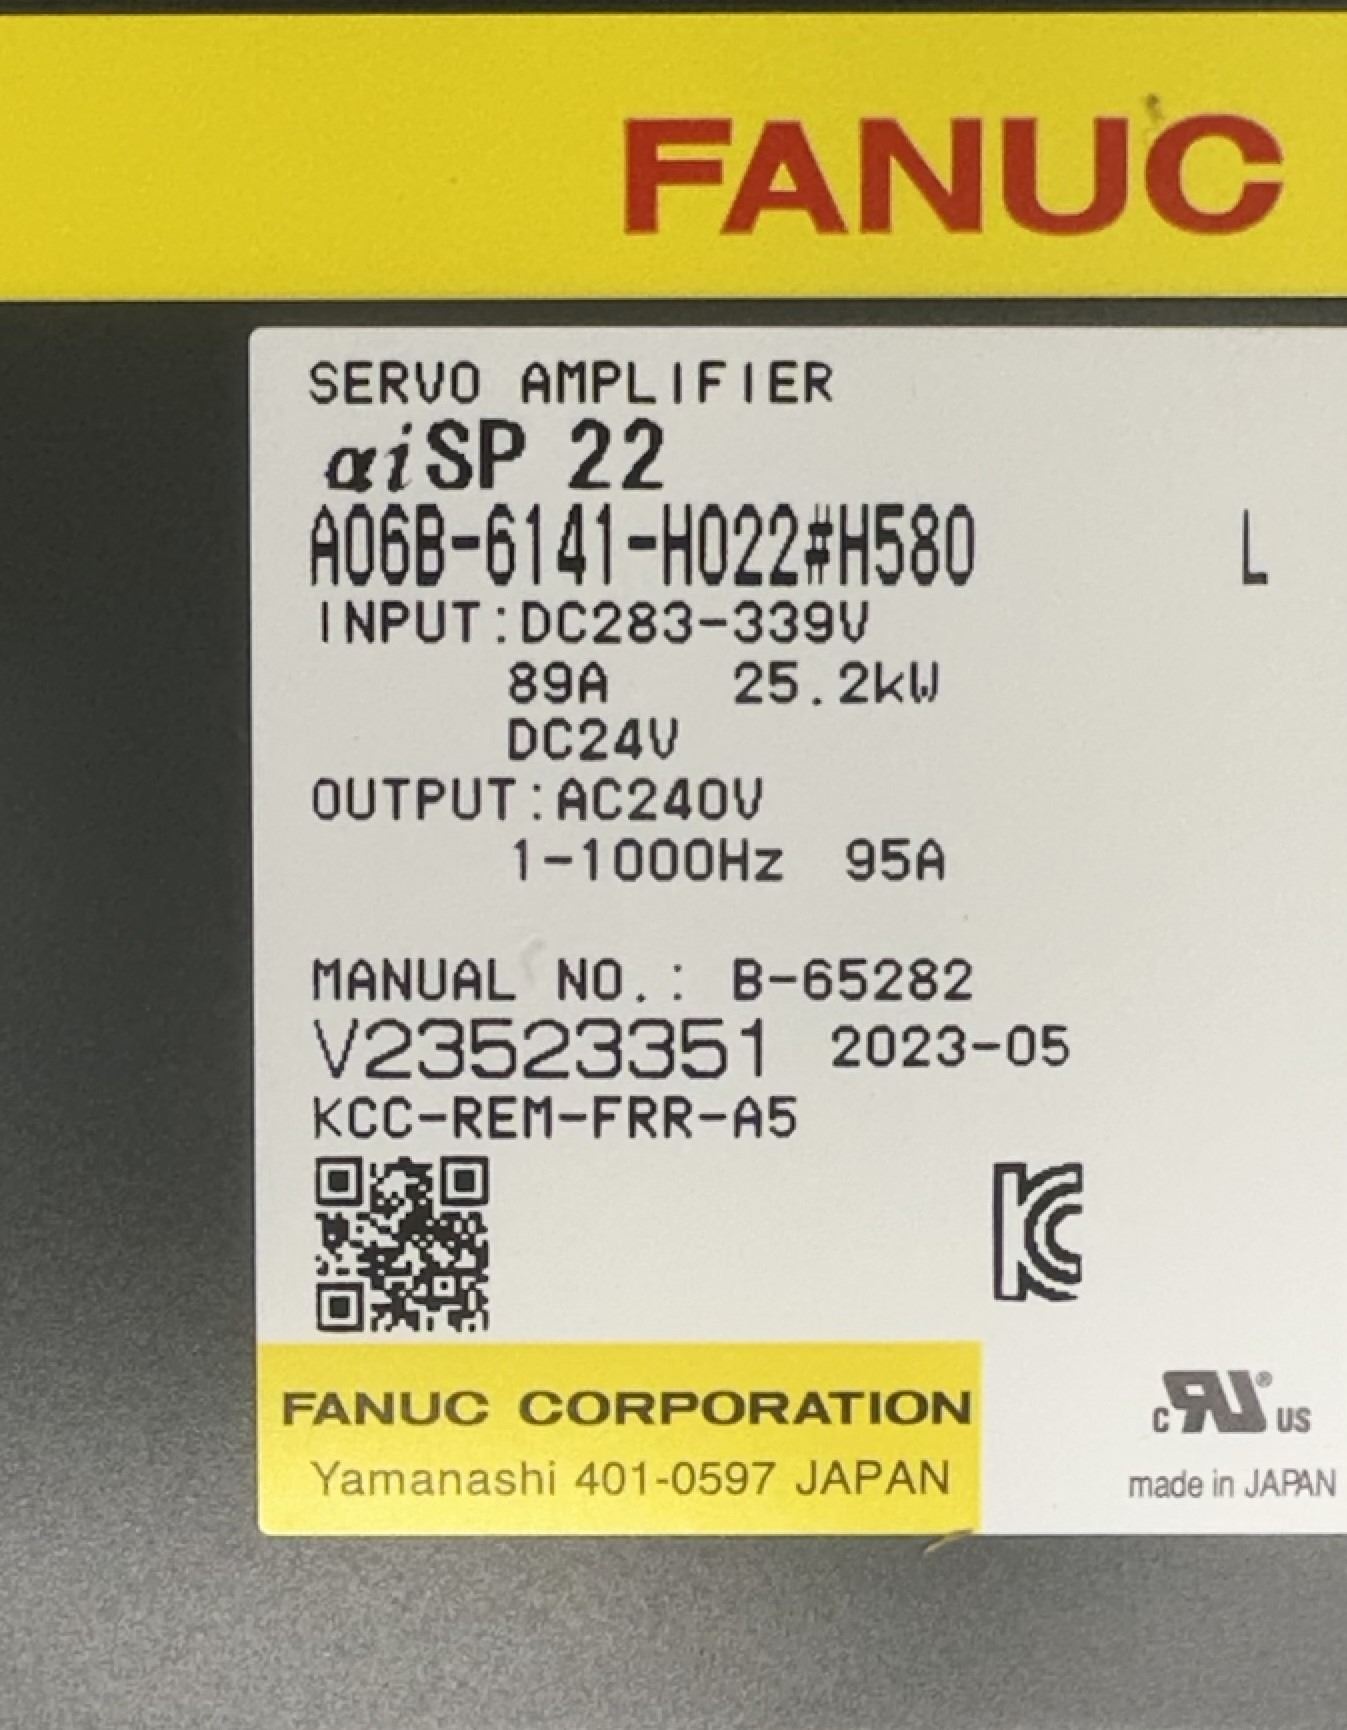 FANUC
SERVO AMPLIFIER
αiSP 22
A06B-6141-H022#H580 L
INPUT:DC283-339V
89A 25.2kW
DC24V
OUTPUT:AC240V
1-1000Hz 95A
MANUAL NO.: B-65282
V23523351 2023-05
KCC-REM-FRR-A5
FANUC CORPORATION
Yamanashi 401-0597 JAPAN
c RU® US
made in JAPAN